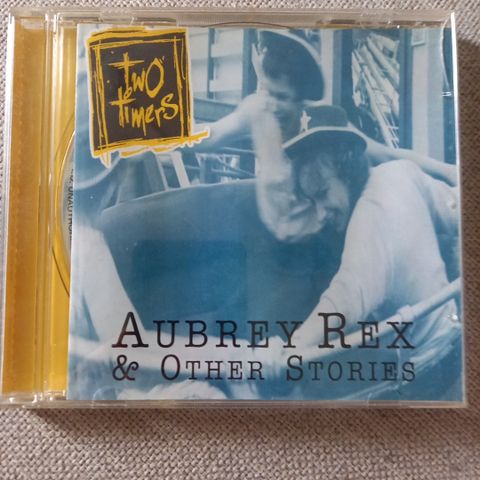 two
timers
AUBREY REX
& OTHER STORIES